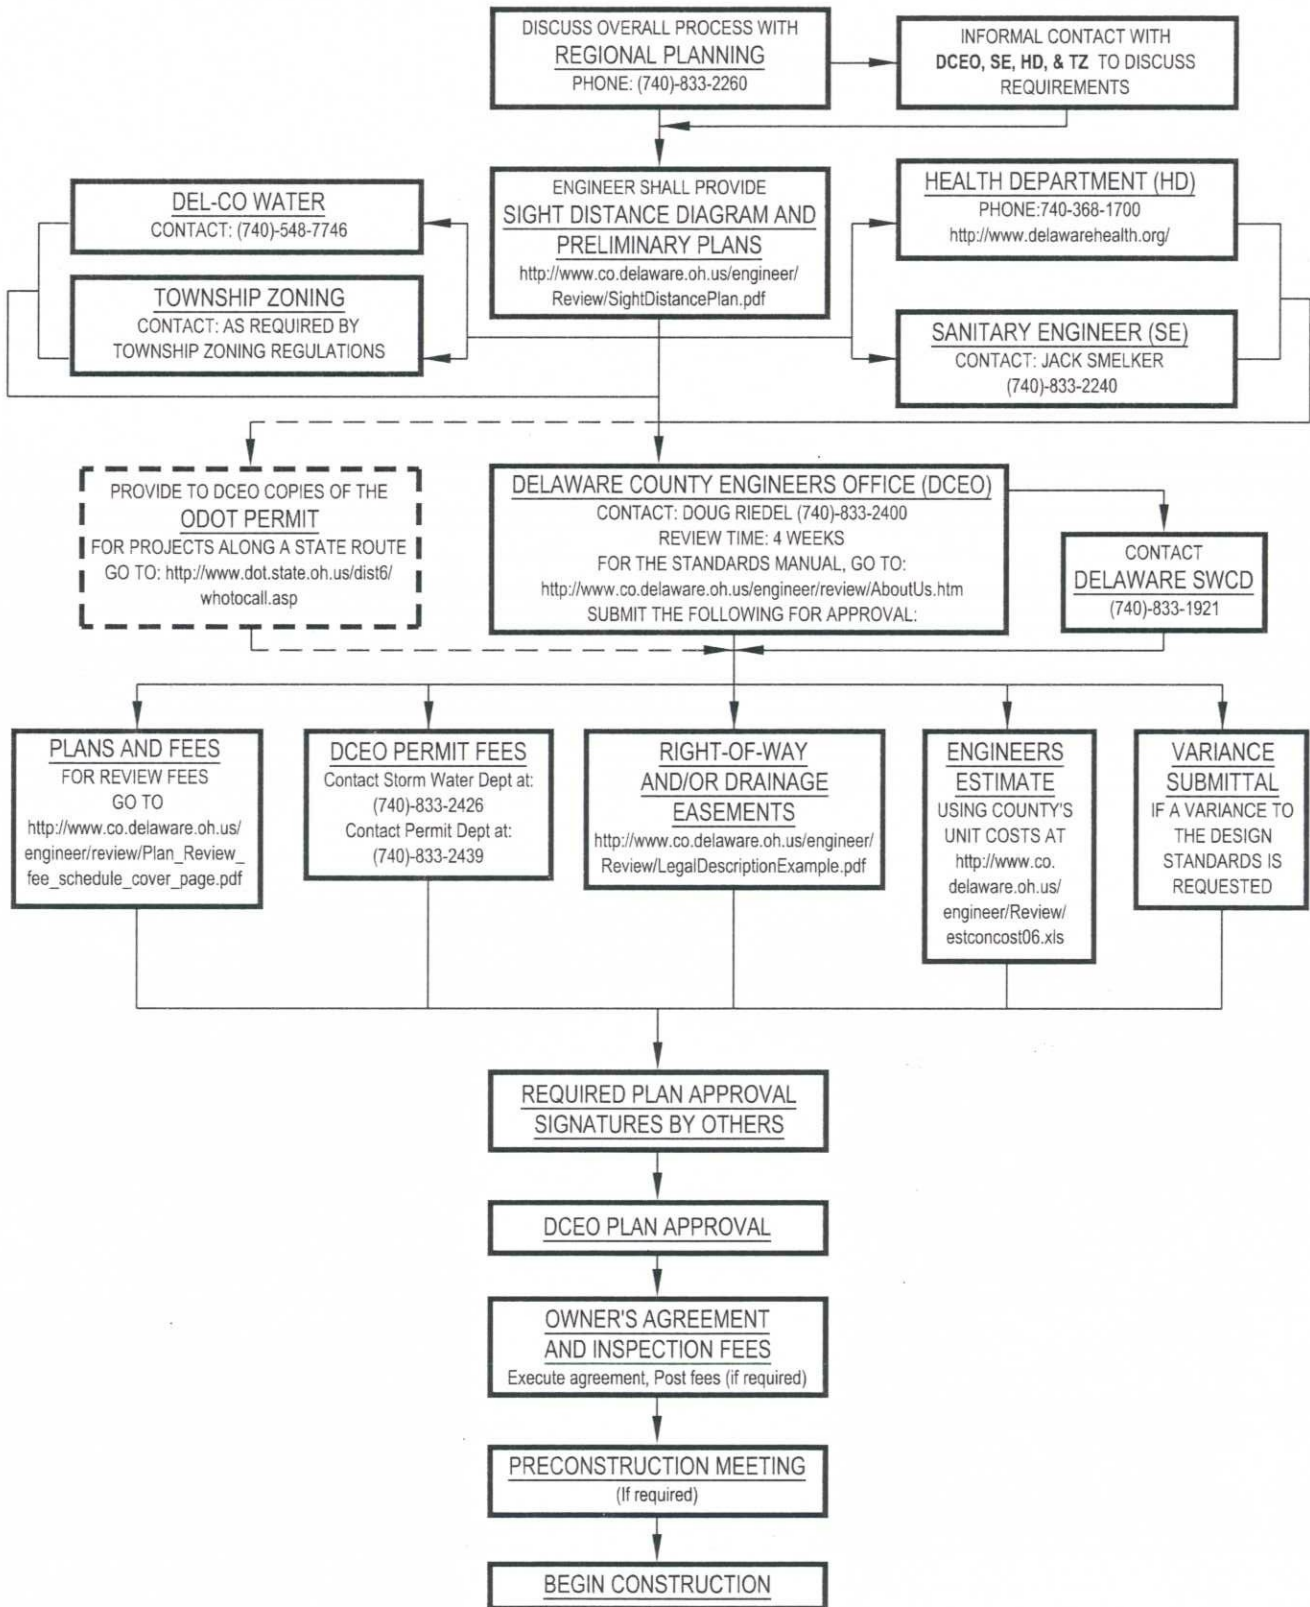 DISCUSS OVERALL PROCESS WITH
REGIONAL PLANNING
PHONE: (740)-833-2260
INFORMAL CONTACT WITH
DCEO, SE, HD, & TZ TO DISCUSS
REQUIREMENTS
DEL-CO WATER
CONTACT: (740)-548-7746
TOWNSHIP ZONING
CONTACT: AS REQUIRED BY
TOWNSHIP ZONING REGULATIONS
ENGINEER SHALL PROVIDE
SIGHT DISTANCE DIAGRAM AND
PRELIMINARY PLANS
http://www.co.delaware.oh.us/engineer/
Review/SightDistancePlan.pdf
HEALTH DEPARTMENT (HD)
PHONE:740-368-1700
http://www.delawarehealth.org/
SANITARY ENGINEER (SE)
CONTACT: JACK SMELKER
(740)-833-2240
PROVIDE TO DCEO COPIES OF THE
ODOT PERMIT
FOR PROJECTS ALONG A STATE ROUTE
GO TO: http://www.dot.state.oh.us/dist6/
whotocall.asp
DELAWARE COUNTY ENGINEERS OFFICE (DCEO)
CONTACT: DOUG RIEDEL (740)-833-2400
REVIEW TIME: 4 WEEKS
FOR THE STANDARDS MANUAL, GO TO:
http://www.co.delaware.oh.us/engineer/review/AboutUs.htm
SUBMIT THE FOLLOWING FOR APPROVAL:
CONTACT
DELAWARE SWCD
(740)-833-1921
PLANS AND FEES
FOR REVIEW FEES
GO TO
http://www.co.delaware.oh.us/
engineer/review/Plan_Review_
fee_schedule_cover_page.pdf
DCEO PERMIT FEES
Contact Storm Water Dept at:
(740)-833-2426
Contact Permit Dept at:
(740)-833-2439
RIGHT-OF-WAY
AND/OR DRAINAGE
EASEMENTS
http://www.co.delaware.oh.us/engineer/
Review/LegalDescriptionExample.pdf
ENGINEERS
ESTIMATE
USING COUNTY'S
UNIT COSTS AT
http://www.co.
delaware.oh.us/
engineer/Review/
estconcost06.xls
VARIANCE
SUBMITTAL
IF A VARIANCE TO
THE DESIGN
STANDARDS IS
REQUESTED
REQUIRED PLAN APPROVAL
SIGNATURES BY OTHERS
DCEO PLAN APPROVAL
OWNER'S AGREEMENT
AND INSPECTION FEES
Execute agreement, Post fees (if required)
PRECONSTRUCTION MEETING
(If required)
BEGIN CONSTRUCTION